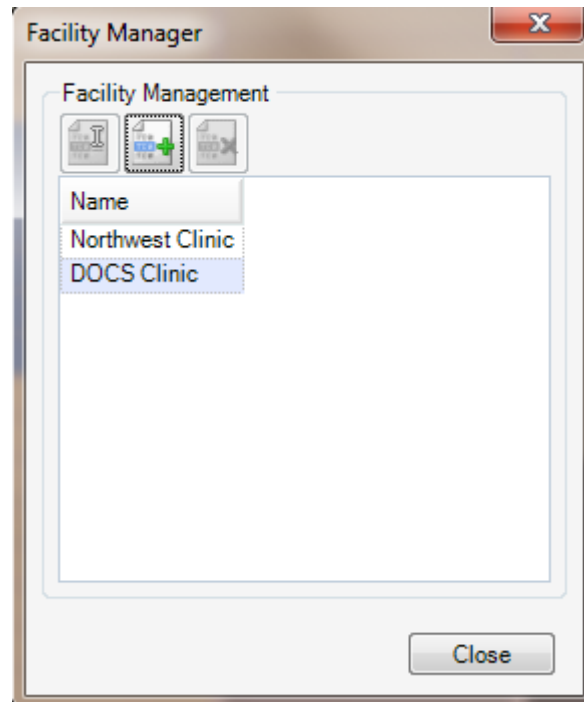 Facility Manager
Facility Management
Name
Northwest Clinic
DOCS Clinic
Close